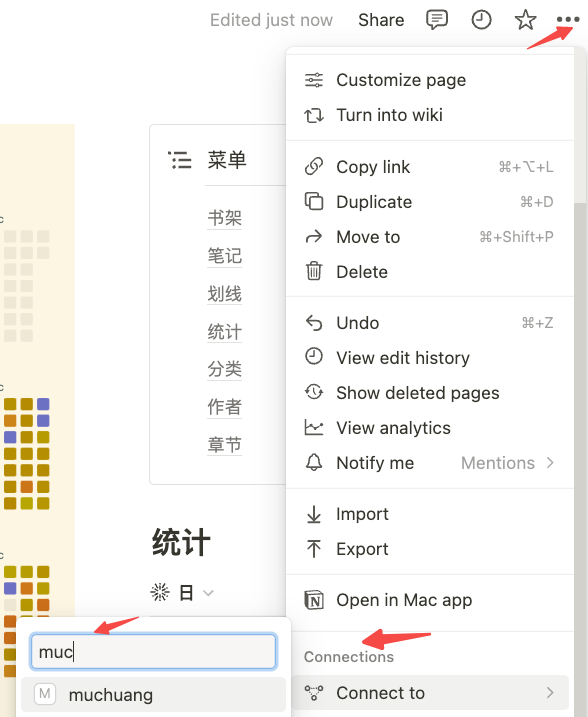 Edited just now Share
Customize page
Turn into wiki
Copy link ⌘+⌥+L
Duplicate ⌘+D
Move to ⌘+Shift+P
Delete
Undo ⌘+Z
View edit history
Show deleted pages
View analytics
Notify me Mentions
Import
Export
Open in Mac app
Connections
Connect to
菜单
书架
笔记
划线
统计
分类
作者
章节
统计
日
muc
M muchuang
c
c
c